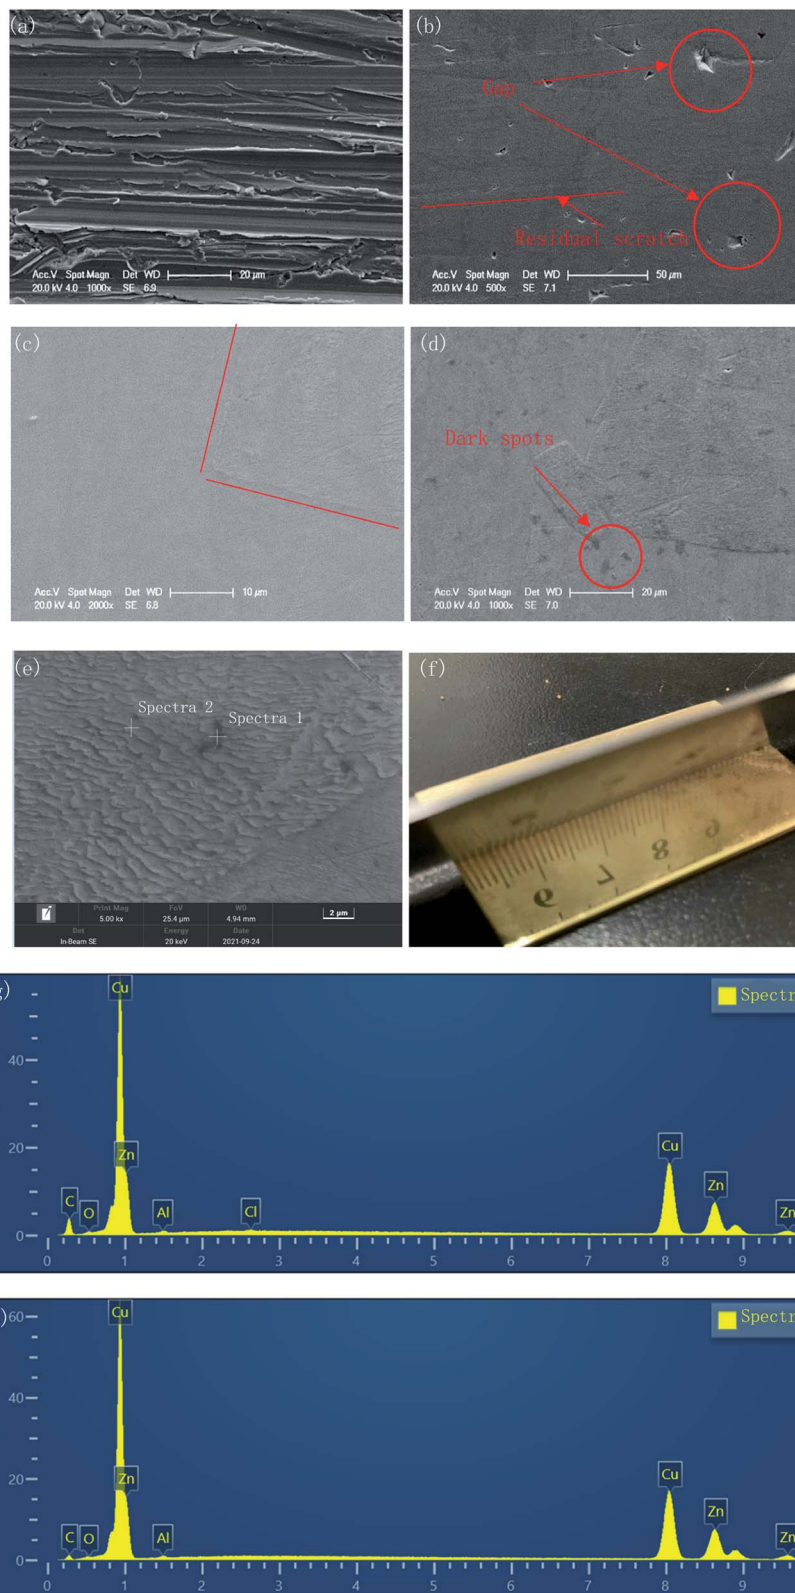 (a)
Acc.V Spot Magn Det WD 20 μm
20.0 kV 4.0 1000x SE 6.9
(b)
Gap
Residual scratch
Acc.V Spot Magn Det WD 50 μm
20.0 kV 4.0 500x SE 7.1
(c)
Acc.V Spot Magn Det WD 10 μm
20.0 kV 4.0 2000x SE 6.8
(d)
Dark spots
Acc.V Spot Magn Det WD 20 μm
20.0 kV 4.0 1000x SE 7.0
(e)
Spectra 2
Spectra 1
Print Mag FoV WD
5.00 kx 25.4 μm 4.94 mm 2 μm
Det Energy Date
In-Beam SE 20 keV 2021-09-24
(f)
6 7 8 9
g)
Spectr
Cu
40
20
Zn
Cu
C
O
Al
Cl
Zn
Zn
0
0 1 2 3 4 5 6 7 8 9
)
60
Spectr
Cu
40
20
Zn
Cu
Zn
C
O
Al
Zn
0
0 1 2 3 4 5 6 7 8 9